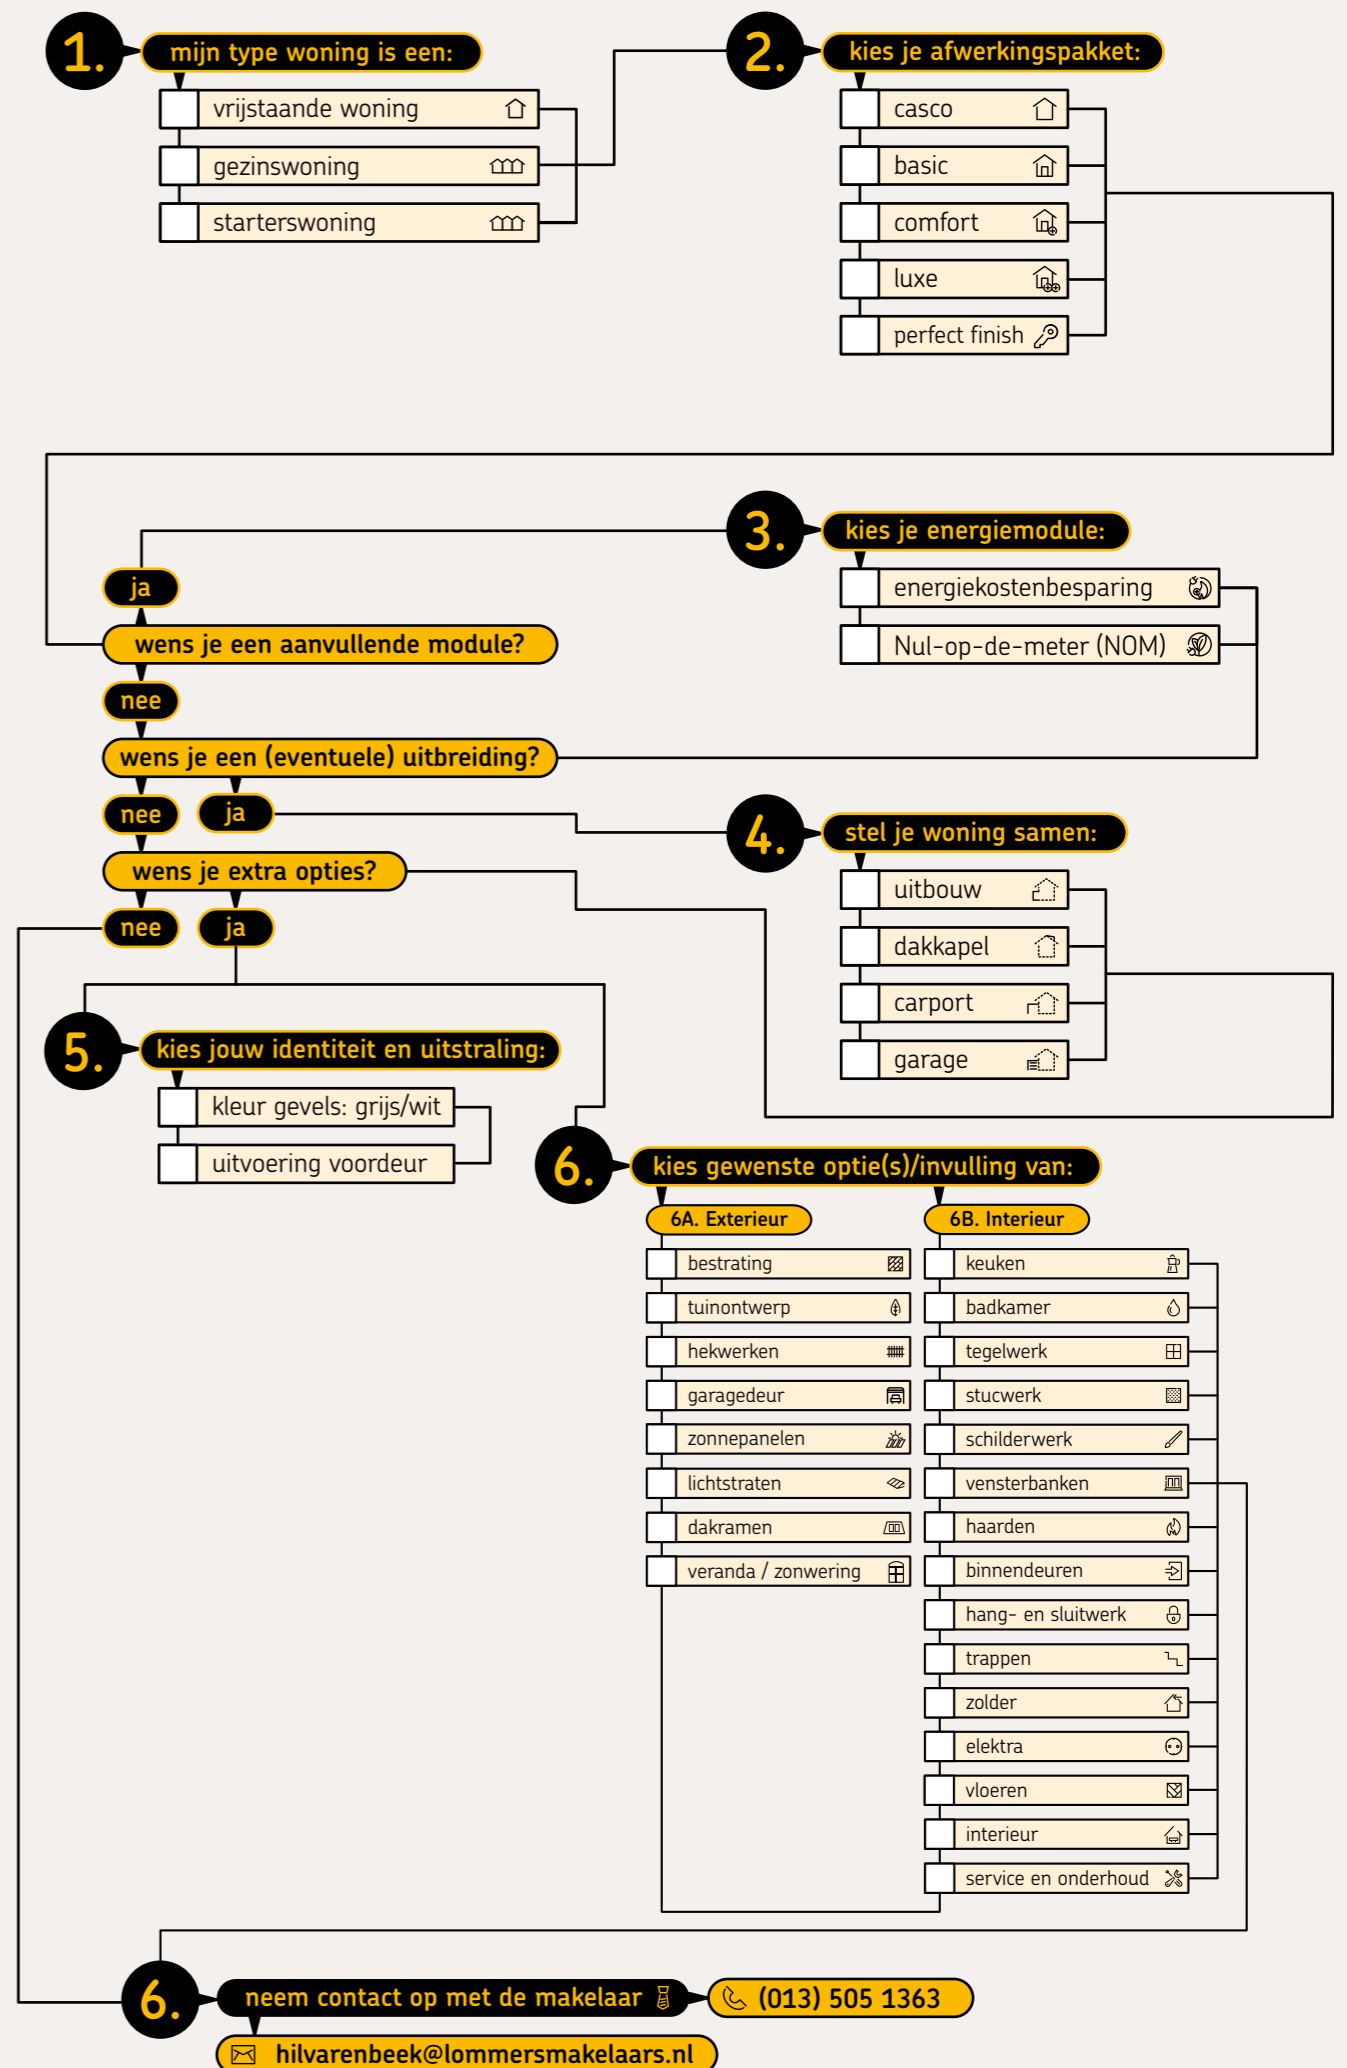 1.
mijn type woning is een:
vrijstaande woning
gezinswoning
starterswoning
2.
kies je afwerkingspakket:
casco
basic
comfort
luxe
perfect finish
3.
kies je energiemodule:
energiekostenbesparing
Nul-op-de-meter (NOM)
ja
wens je een aanvullende module?
nee
wens je een (eventuele) uitbreiding?
nee
ja
wens je extra opties?
nee
ja
4.
stel je woning samen:
uitbouw
dakkapel
carport
garage
5.
kies jouw identiteit en uitstraling:
kleur gevels: grijs/wit
uitvoering voordeur
6.
kies gewenste optie(s)/invulling van:
6A. Exterieur
bestrating
tuinontwerp
hekwerken
garagedeur
zonnepanelen
lichtstraten
dakramen
veranda / zonwering
6B. Interieur
keuken
badkamer
tegelwerk
stucwerk
schilderwerk
vensterbanken
haarden
binnendeuren
hang- en sluitwerk
trappen
zolder
elektra
vloeren
interieur
service en onderhoud
6.
neem contact op met de makelaar
(013) 505 1363
hilvarenbeek@lommersmakelaars.nl